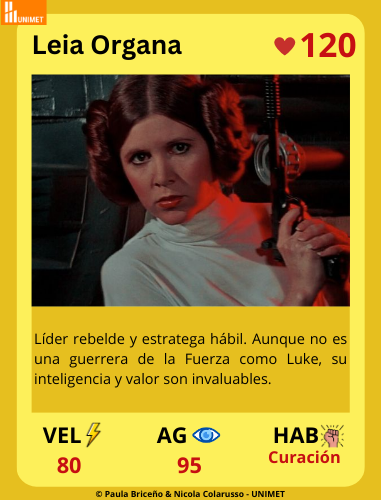 UNIMET
Leia Organa
120
Líder rebelde y estratega hábil. Aunque no es
una guerrera de la Fuerza como Luke, su
inteligencia y valor son invaluables.
VEL AG HAB
80 95 Curación
© Paula Briceño & Nicola Colarusso - UNIMET